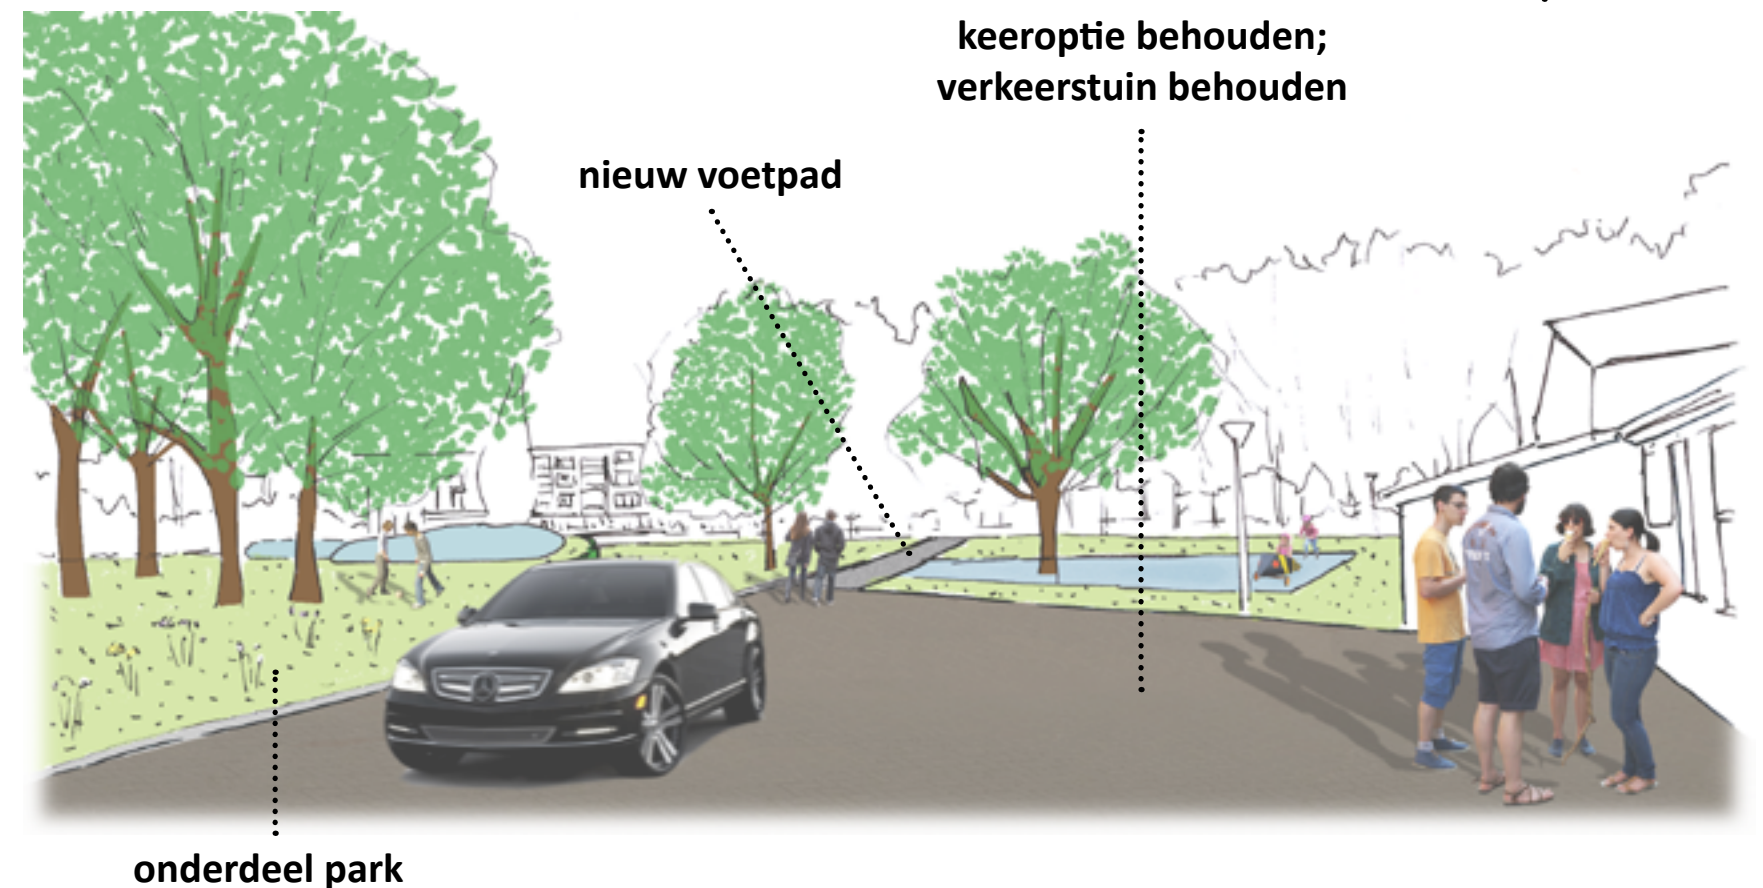 keeroptie behouden;
verkeerstuin behouden
nieuw voetpad
onderdeel park